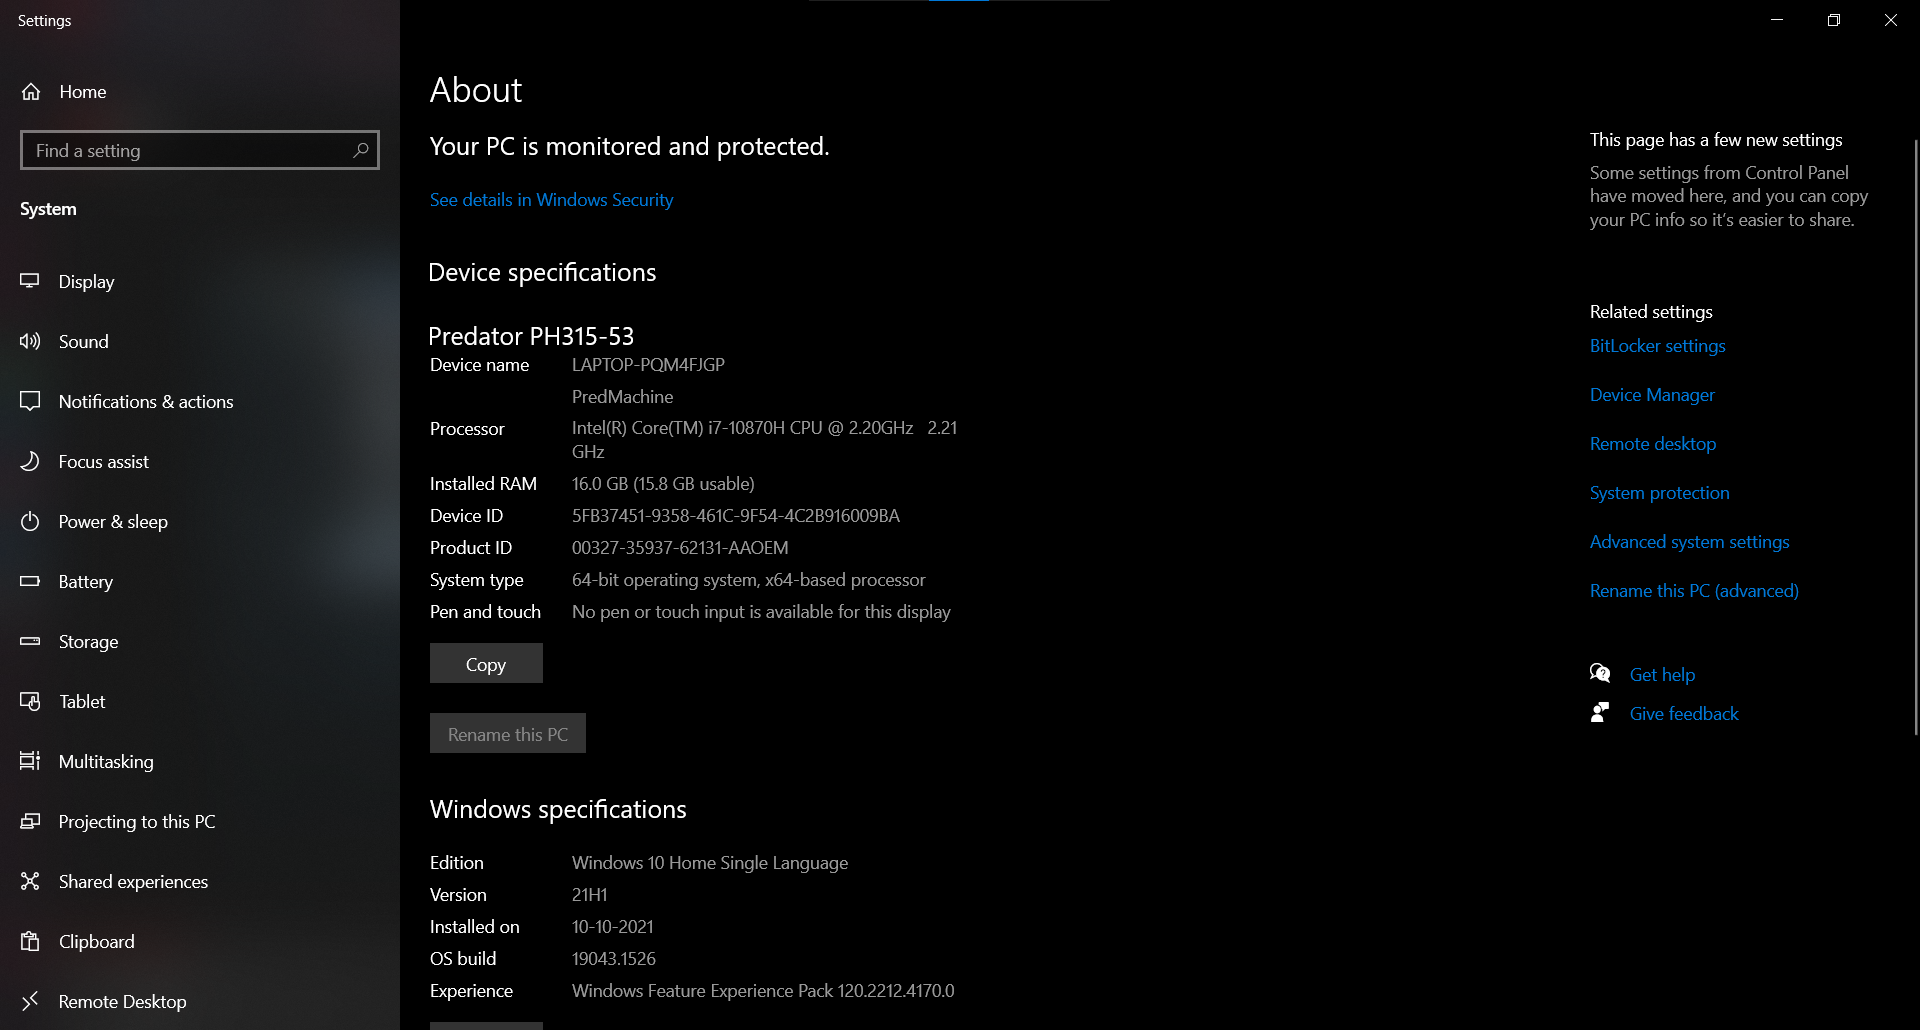 Settings
Home
Find a setting
System
Display
Sound
Notifications & actions
Focus assist
Power & sleep
Battery
Storage
Tablet
Multitasking
Projecting to this PC
Shared experiences
Clipboard
Remote Desktop
About
Your PC is monitored and protected.
See details in Windows Security
Device specifications
Predator PH315-53
Device name LAPTOP-PQM4FJGP
PredMachine
Processor Intel(R) Core(TM) i7-10870H CPU @ 2.20GHz 2.21
GHz
Installed RAM 16.0 GB (15.8 GB usable)
Device ID 5FB37451-9358-461C-9F54-4C2B916009BA
Product ID 00327-35937-62131-AAOEM
System type 64-bit operating system, x64-based processor
Pen and touch No pen or touch input is available for this display
Copy
Rename this PC
Windows specifications
Edition Windows 10 Home Single Language
Version 21H1
Installed on 10-10-2021
OS build 19043.1526
Experience Windows Feature Experience Pack 120.2212.4170.0
This page has a few new settings
Some settings from Control Panel
have moved here, and you can copy
your PC info so it's easier to share.
Related settings
BitLocker settings
Device Manager
Remote desktop
System protection
Advanced system settings
Rename this PC (advanced)
Get help
Give feedback